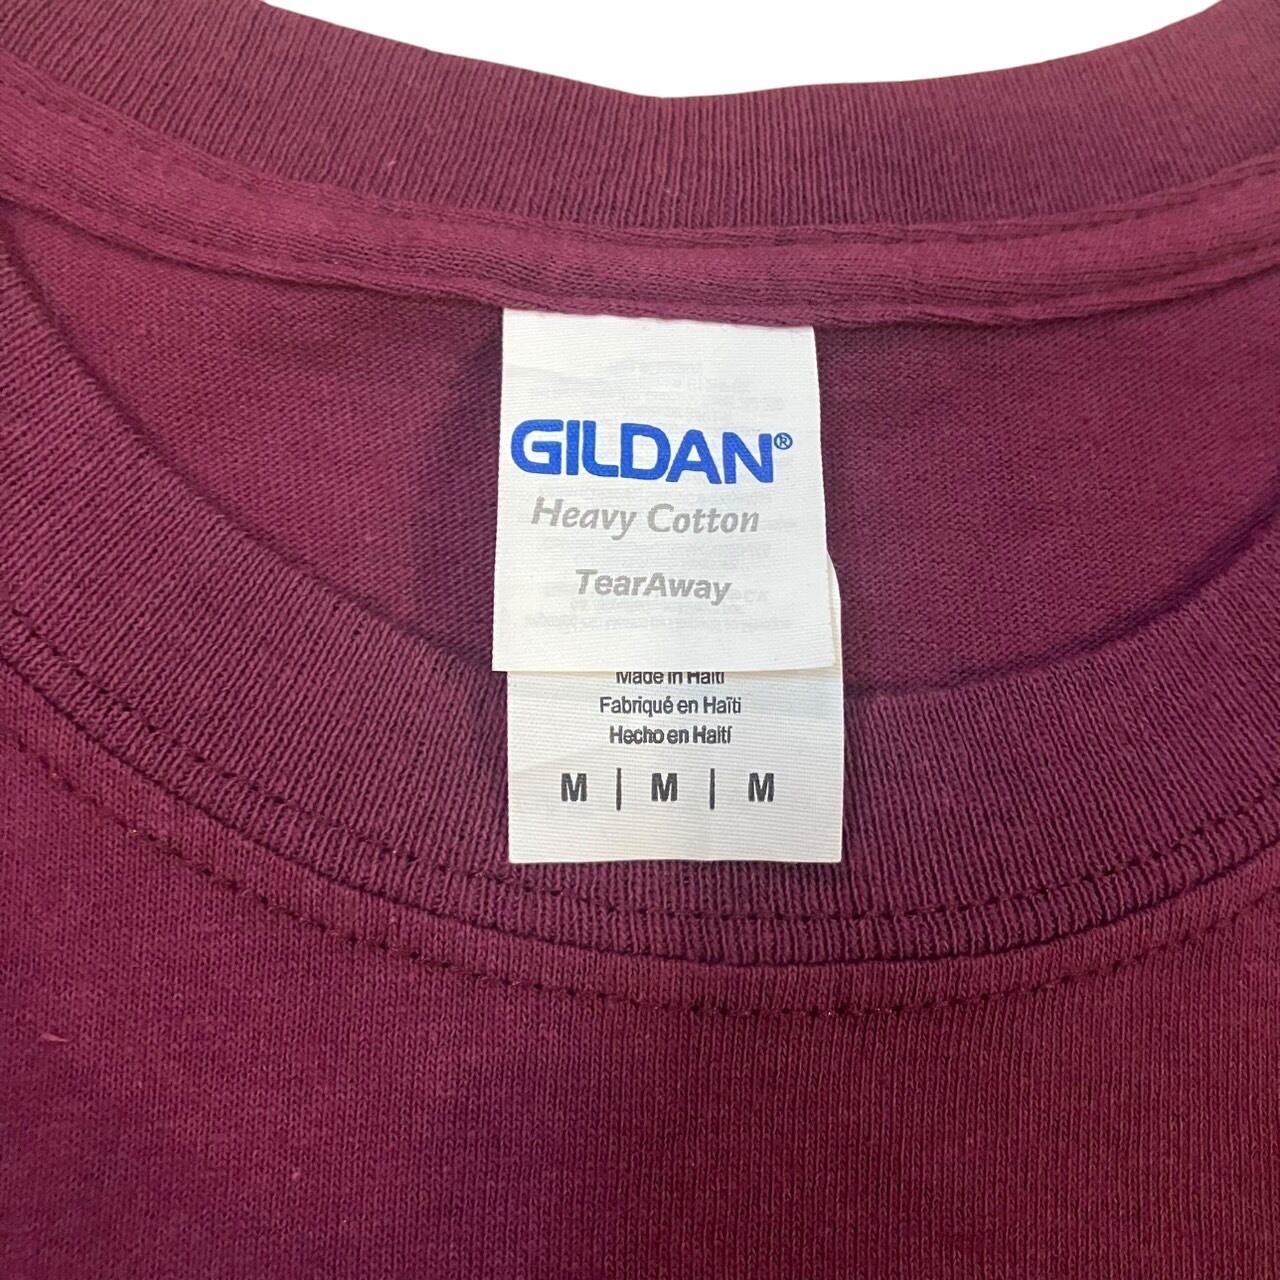 GILDAN®
Heavy Cotton
TearAway
Made in Haiti
Fabriqué en Haïti
Hecho en Haití
M | M | M